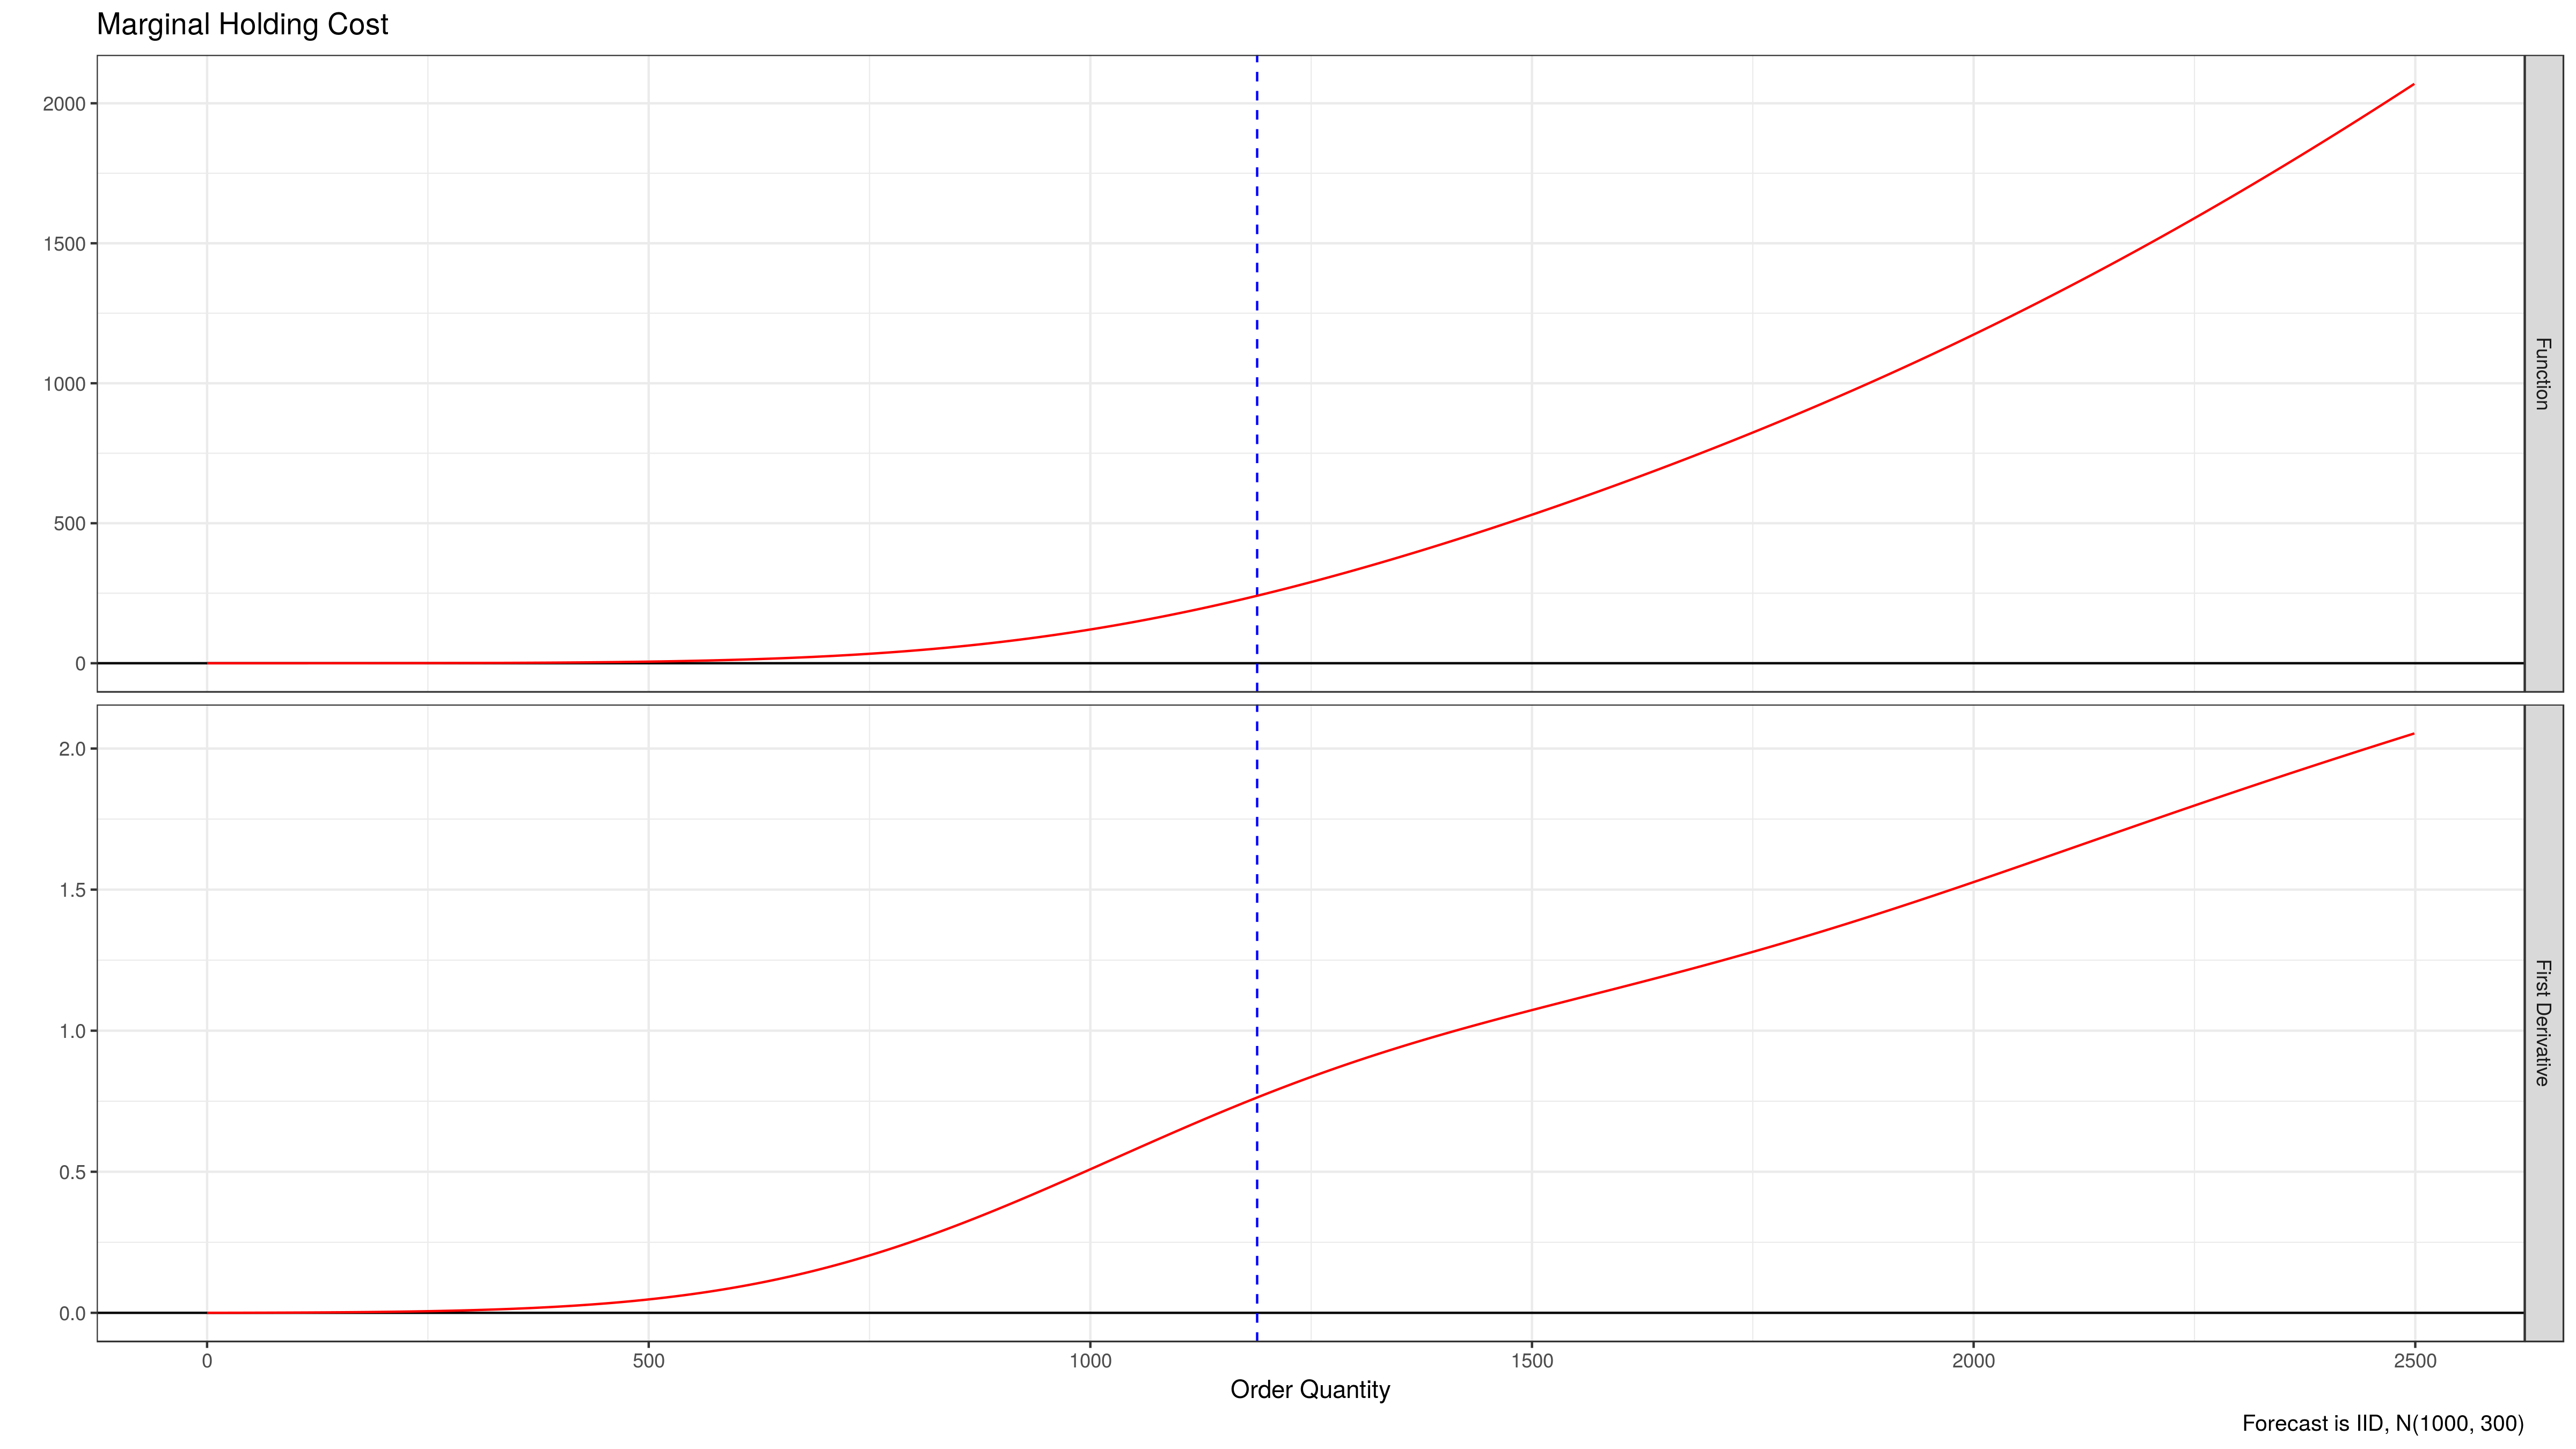 Marginal Holding Cost
2000
1500
1000
500
0
Function
2.0
1.5
1.0
0.5
0.0
First Derivative
0 500 1000 1500 2000 2500
Order Quantity
Forecast is IID, N(1000, 300)